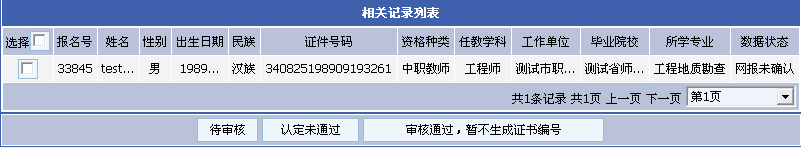 相关记录列表
选择 报名号 姓名 性别 出生日期 民族 证件号码 资格种类 任教学科 工作单位 毕业院校 所学专业 数据状态
33845 test... 男 1989... 汉族 340825198909193261 中职教师 工程师 测试市职... 测试省师... 工程地质勘查 网报未确认
共1条记录 共1页 上一页 下一页 第1页
待审核 认定未通过 审核通过，暂不生成证书编号